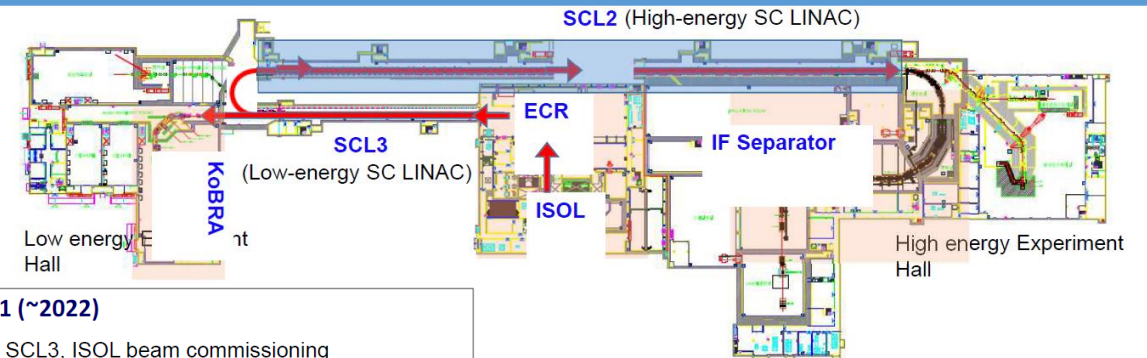 SCL2 (High-energy SC LINAC)
ECR
SCL3
(Low-energy SC LINAC)
IF Separator
KoBRA
ISOL
Low energy E nt
Hall
High energy Experiment
Hall
1 (~2022)
SCL3, ISOL beam commissioning